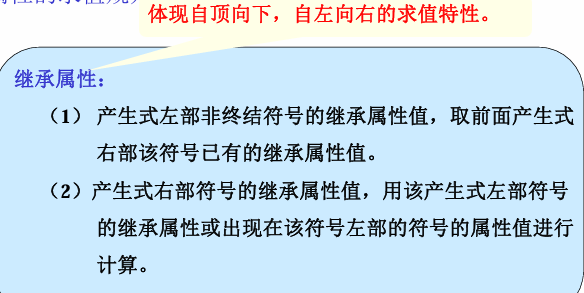 性的求值规则
体现自顶向下，自左向右的求值特性。
继承属性：
（1） 产生式左部非终结符号的继承属性值，取前面产生式
右部该符号已有的继承属性值。
（2）产生式右部符号的继承属性值，用该产生式左部符号
的继承属性或出现在该符号左部的符号的属性值进行
计算。